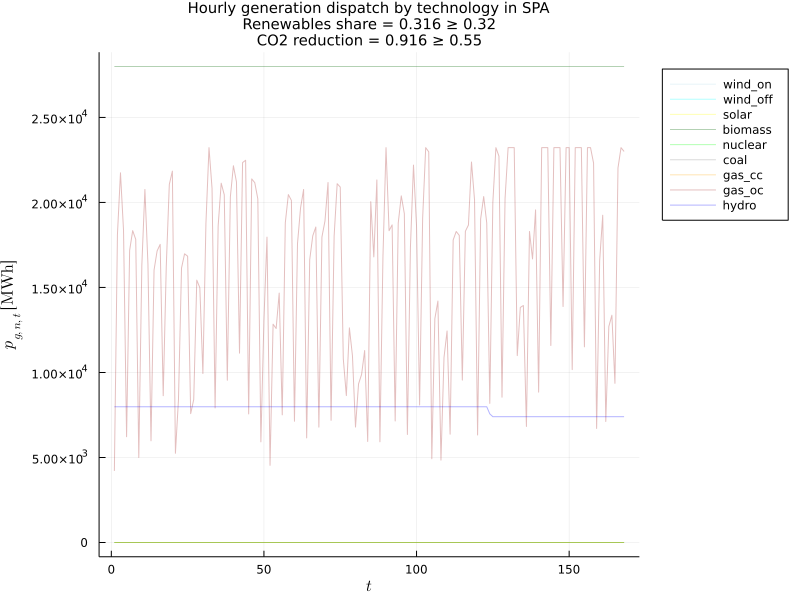 Hourly generation dispatch by technology in SPA
Renewables share = 0.316 ≥ 0.32
CO2 reduction = 0.916 ≥ 0.55
wind_on
wind_off
solar
biomass
nuclear
coal
gas_cc
gas_oc
hydro
p_{g,n,t} [MWh]
2.50×10⁴
2.00×10⁴
1.50×10⁴
1.00×10⁴
5.00×10³
0
0 50 100 150
t